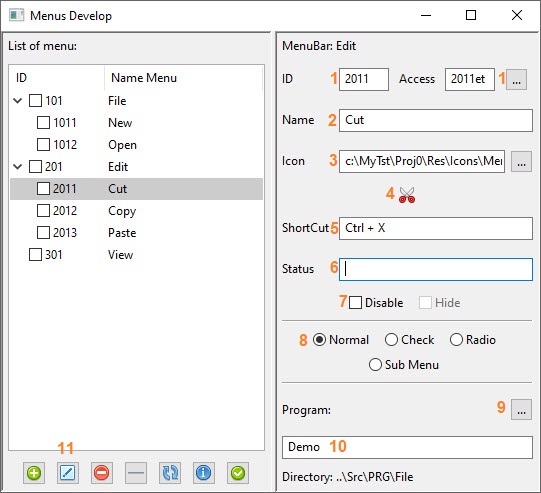 Menus Develop
List of menu:
ID Name Menu
101 File
1011 New
1012 Open
201 Edit
2011 Cut
2012 Copy
2013 Paste
301 View
11
MenuBar: Edit
ID 1 2011 Access 2011et 1 ...
Name 2 Cut
Icon 3 c:\MyTst\Proj0\Res\Icons\Mer ...
4
ShortCut 5 Ctrl + X
Status 6
7 Disable Hide
8 Normal Check Radio
Sub Menu
Program: 9 ...
Demo 10
Directory: ..\Src\PRG\File